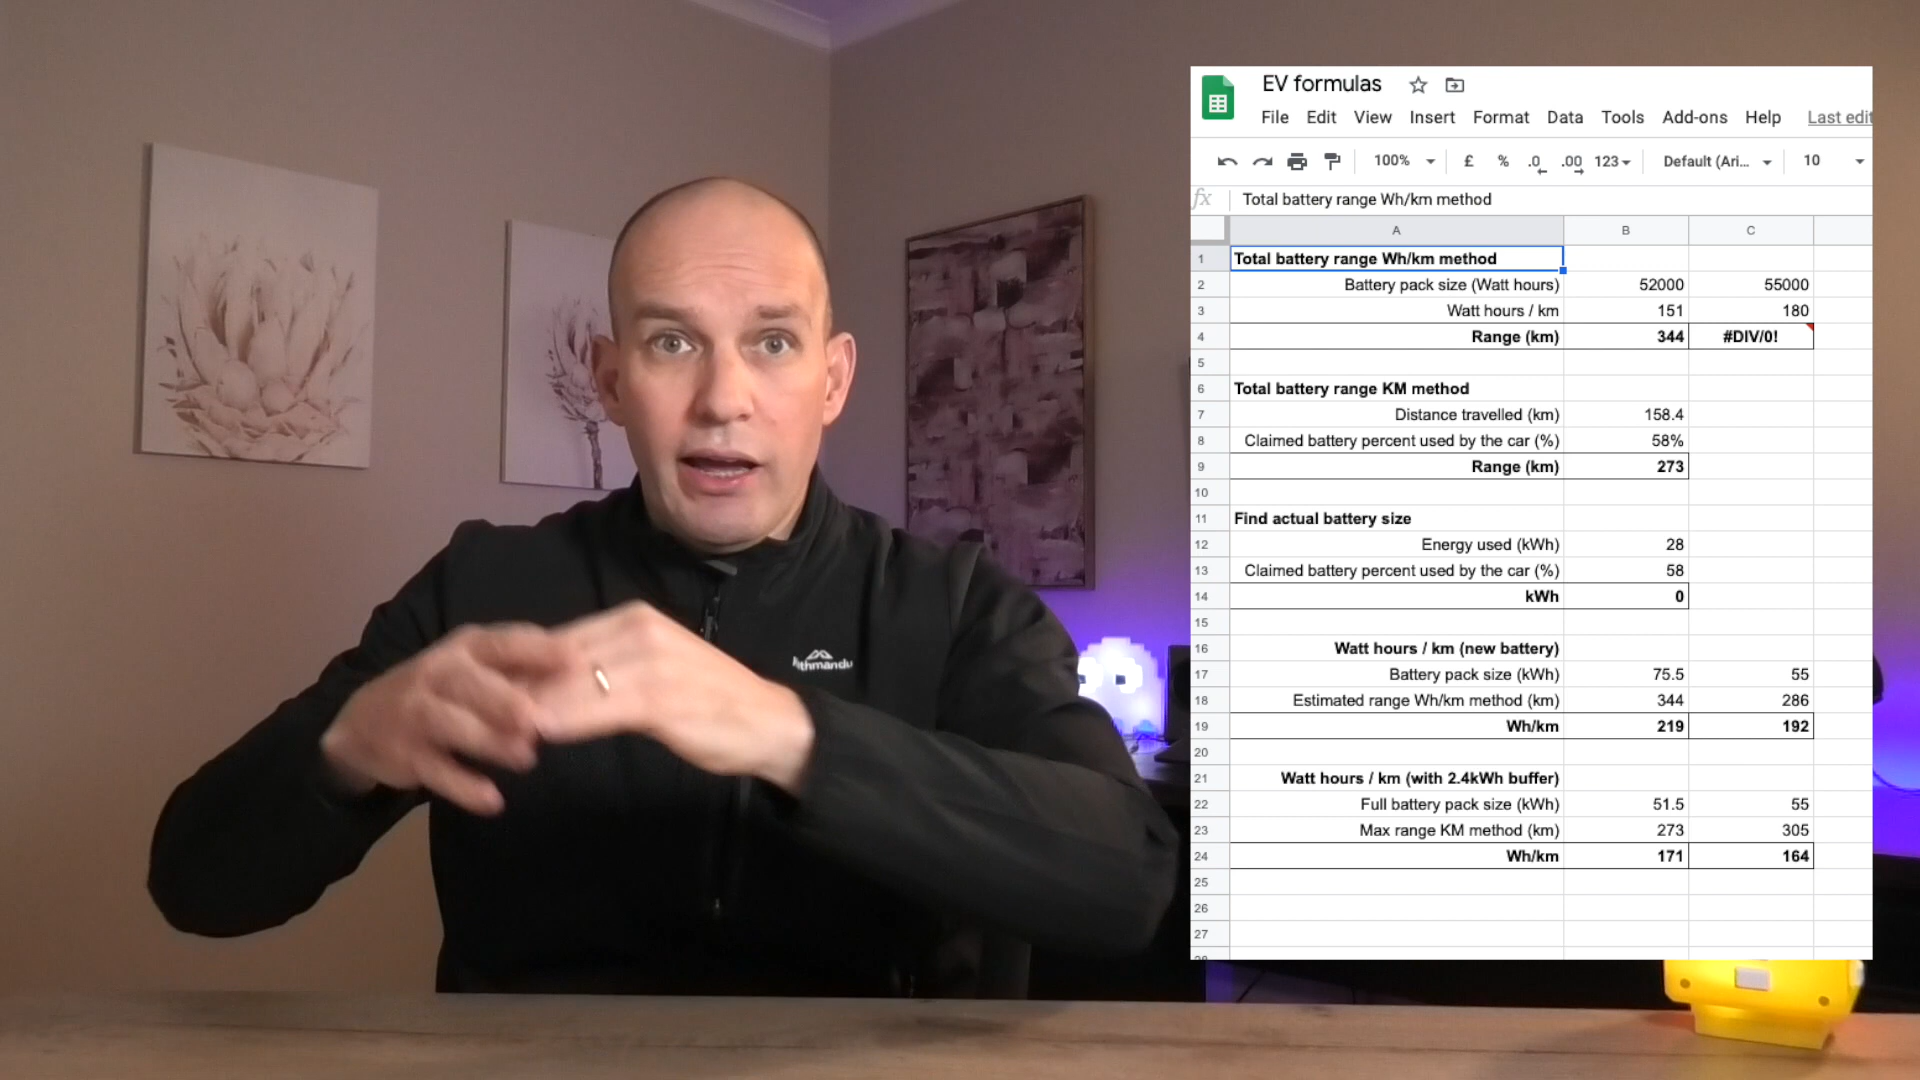 EV formulas
File Edit View Insert Format Data Tools Add-ons Help Last edit
100% £ % .0 .00 123 Default (Ari... 10
fx Total battery range Wh/km method
A B C
1 Total battery range Wh/km method
2 Battery pack size (Watt hours) 52000 55000
3 Watt hours / km 151 180
4 Range (km) 344 #DIV/0!
5
6 Total battery range KM method
7 Distance travelled (km) 158.4
8 Claimed battery percent used by the car (%) 58%
9 Range (km) 273
10
11 Find actual battery size
12 Energy used (kWh) 28
13 Claimed battery percent used by the car (%) 58
14 kWh 0
15
16 Watt hours / km (new battery)
17 Battery pack size (kWh) 75.5 55
18 Estimated range Wh/km method (km) 344 286
19 Wh/km 219 192
20
21 Watt hours / km (with 2.4kWh buffer)
22 Full battery pack size (kWh) 51.5 55
23 Max range KM method (km) 273 305
24 Wh/km 171 164
25
26
27
28
kathmandu